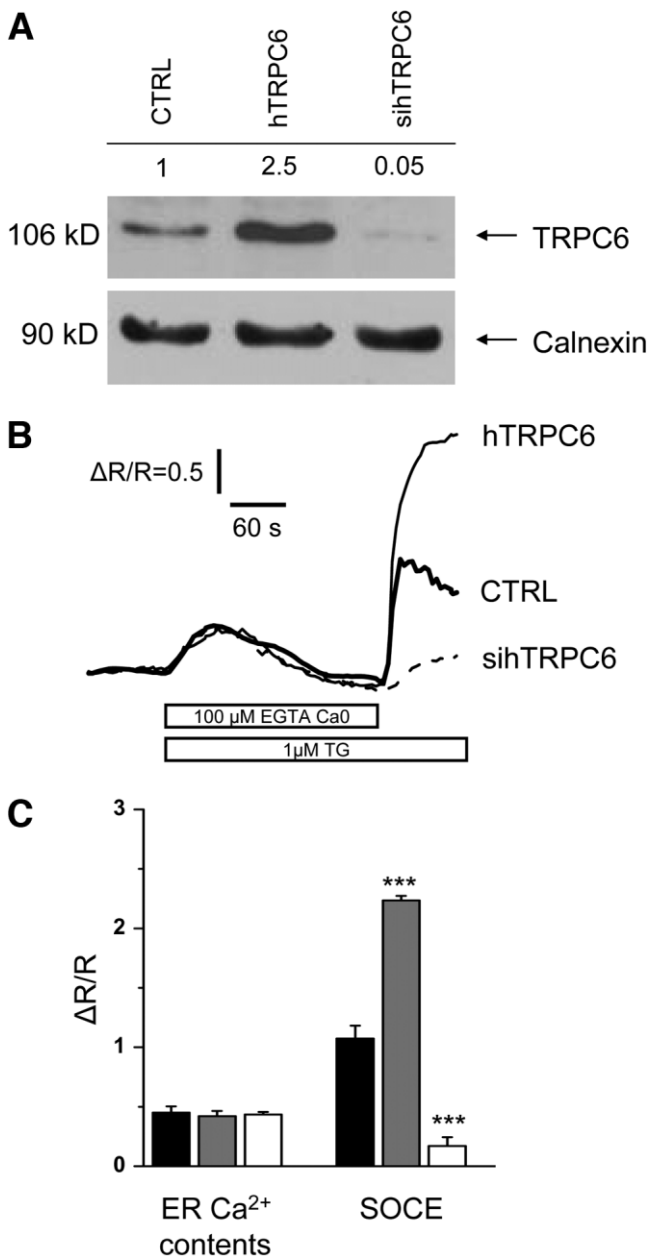 A
CTRL
hTRPC6
sihTRPC6
1 2.5 0.05
106 kD TRPC6
90 kD Calnexin
B
hTRPC6
ΔR/R=0.5
60 s
CTRL
sihTRPC6
100 µM EGTA Ca0
1µM TG
C
3
***
2
ΔR/R
1
***
0
ER Ca²⁺ SOCE
contents